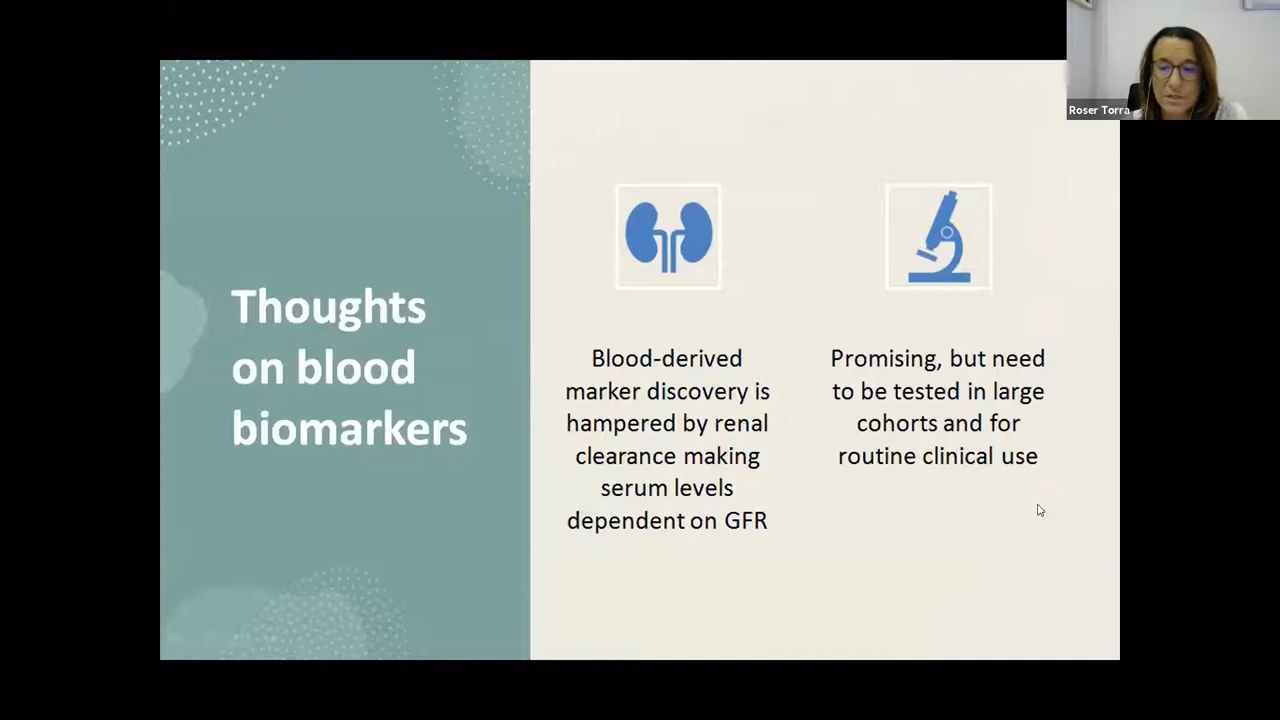 Roser Torra
Thoughts
on blood
biomarkers
Blood-derived
marker discovery is
hampered by renal
clearance making
serum levels
dependent on GFR
Promising, but need
to be tested in large
cohorts and for
routine clinical use